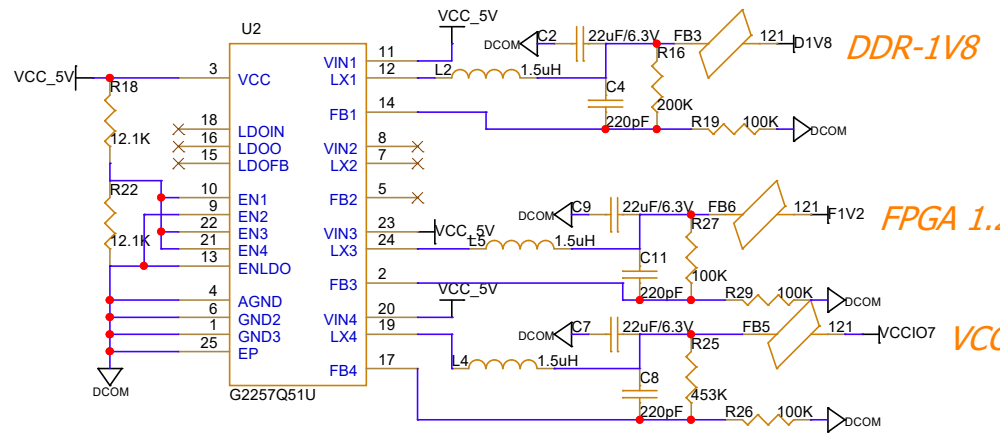 U2
G2257Q51U
VCC_5V
3 VCC
R18
12.1K
R22
12.1K
18 LDOIN
16 LDOO
15 LDOFB
10 EN1
9 EN2
22 EN3
21 EN4
13 ENLDO
4 AGND
6 GND2
1 GND3
25 EP
DCOM
VCC_5V
VIN1 11
LX1 12
FB1 14
VIN2 8
LX2 7
FB2 5
VIN3 23
LX3 24
FB3 2
VIN4 20
LX4 19
FB4 17
DCOM C2 22uF/6.3V FB3 121 D1V8
DDR-1V8
L2 1.5uH
R16
200K
C4
220pF
R19 100K DCOM
DCOM C9 22uF/6.3V FB6 121 F1V2
FPGA 1.2
VCC_5V
L5 1.5uH
R27
100K
C11
220pF
R29 100K DCOM
VCC_5V
DCOM C7 22uF/6.3V FB5 121 VCCIO7
VCC
L4 1.5uH
R25
453K
C8
220pF
R26 100K DCOM